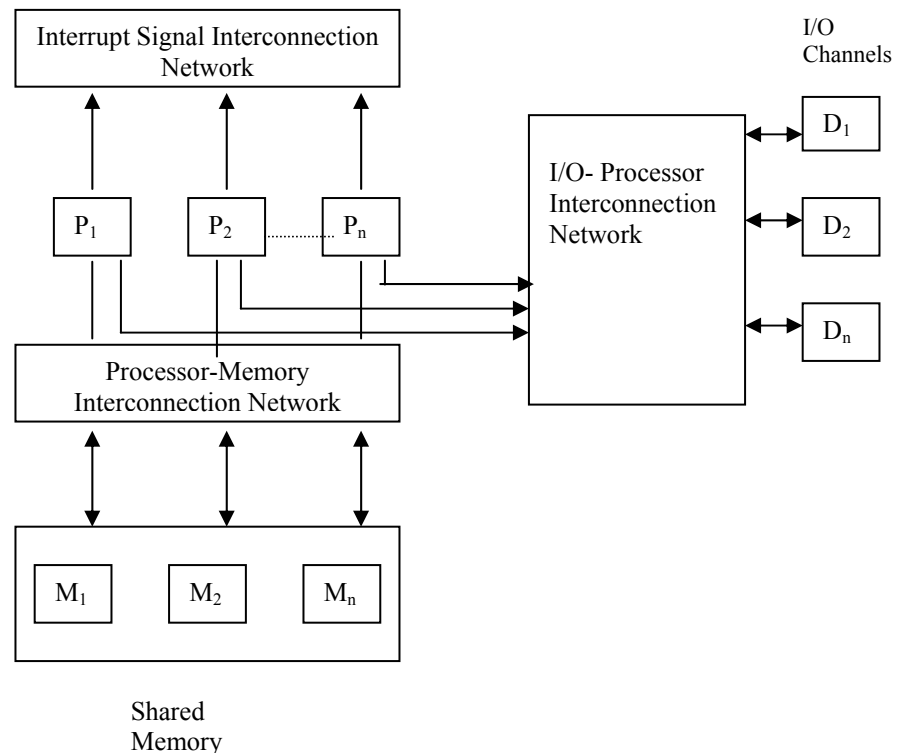 Interrupt Signal Interconnection
Network
I/O
Channels
D₁
I/O- Processor
Interconnection
Network
P₁
P₂
Pₙ
D₂
Dₙ
Processor-Memory
Interconnection Network
M₁
M₂
Mₙ
Shared
Memory